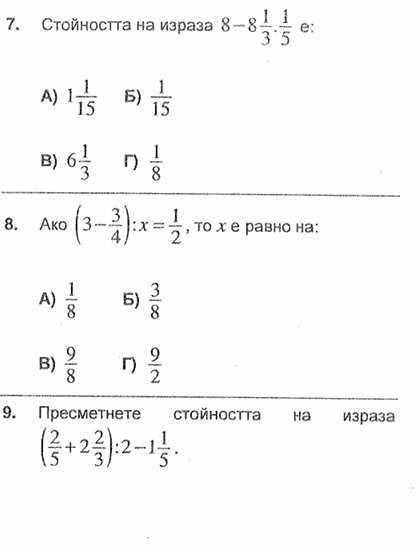 7. Стойността на израза 8 − 8 1/3 . 1/5 е:
А) 1 1/15 Б) 1/15
В) 6 1/3 Г) 1/8
8. Ако (3 − 3/4) : x = 1/2 , то x е равно на:
А) 1/8 Б) 3/8
В) 9/8 Г) 9/2
9. Пресметнете стойността на израза
(2/5 + 2 2/3) : 2 − 1 1/5 .